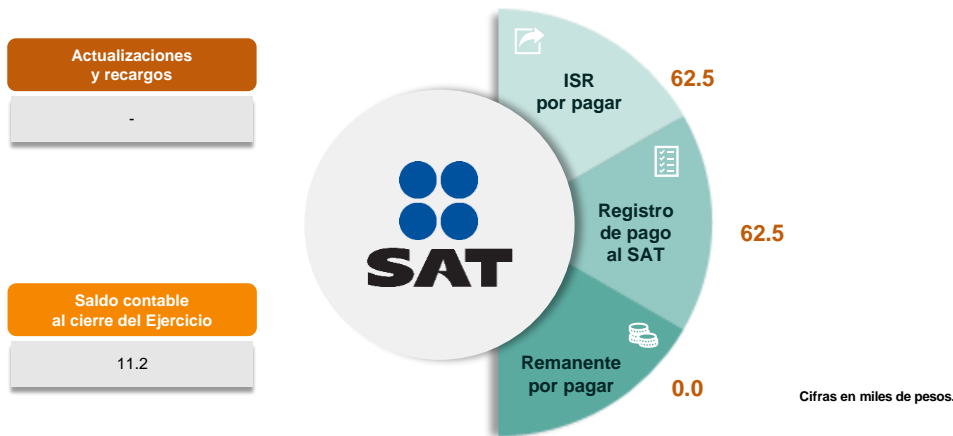 Actualizaciones
y recargos
-
Saldo contable
al cierre del Ejercicio
11.2
SAT
ISR
por pagar
62.5
Registro
de pago
al SAT
62.5
Remanente
por pagar
0.0
Cifras en miles de pesos.